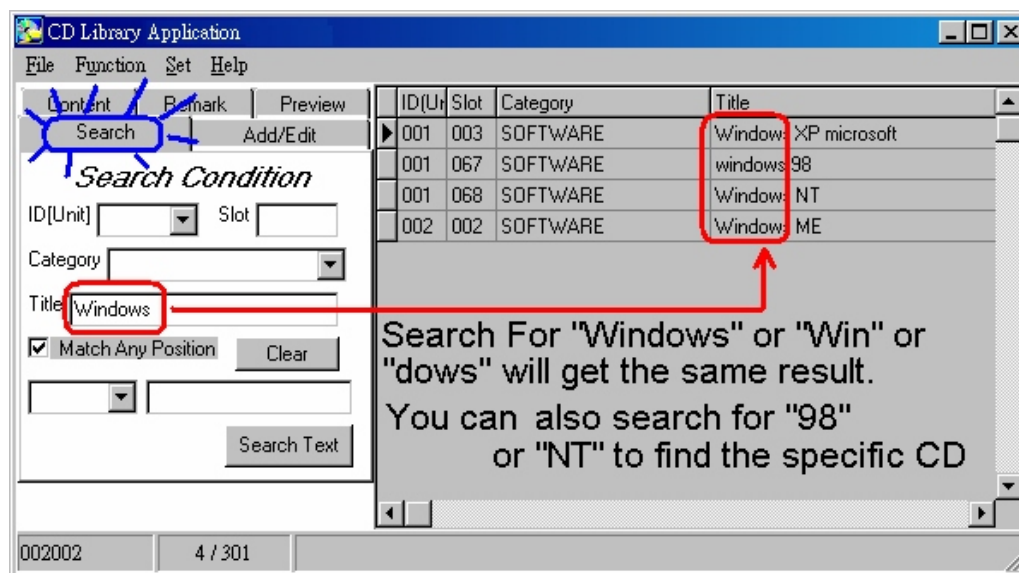 CD Library Application
File Function Set Help
Content Remark Preview
Search Add/Edit
Search Condition
ID[Unit] Slot
Category
Title Windows
Match Any Position Clear
Search Text
ID(Un Slot Category Title
001 003 SOFTWARE Windows XP microsoft
001 067 SOFTWARE windows 98
001 068 SOFTWARE Windows NT
002 002 SOFTWARE Windows ME
Search For "Windows" or "Win" or
"dows" will get the same result.
You can also search for "98"
or "NT" to find the specific CD
002002 4 / 301